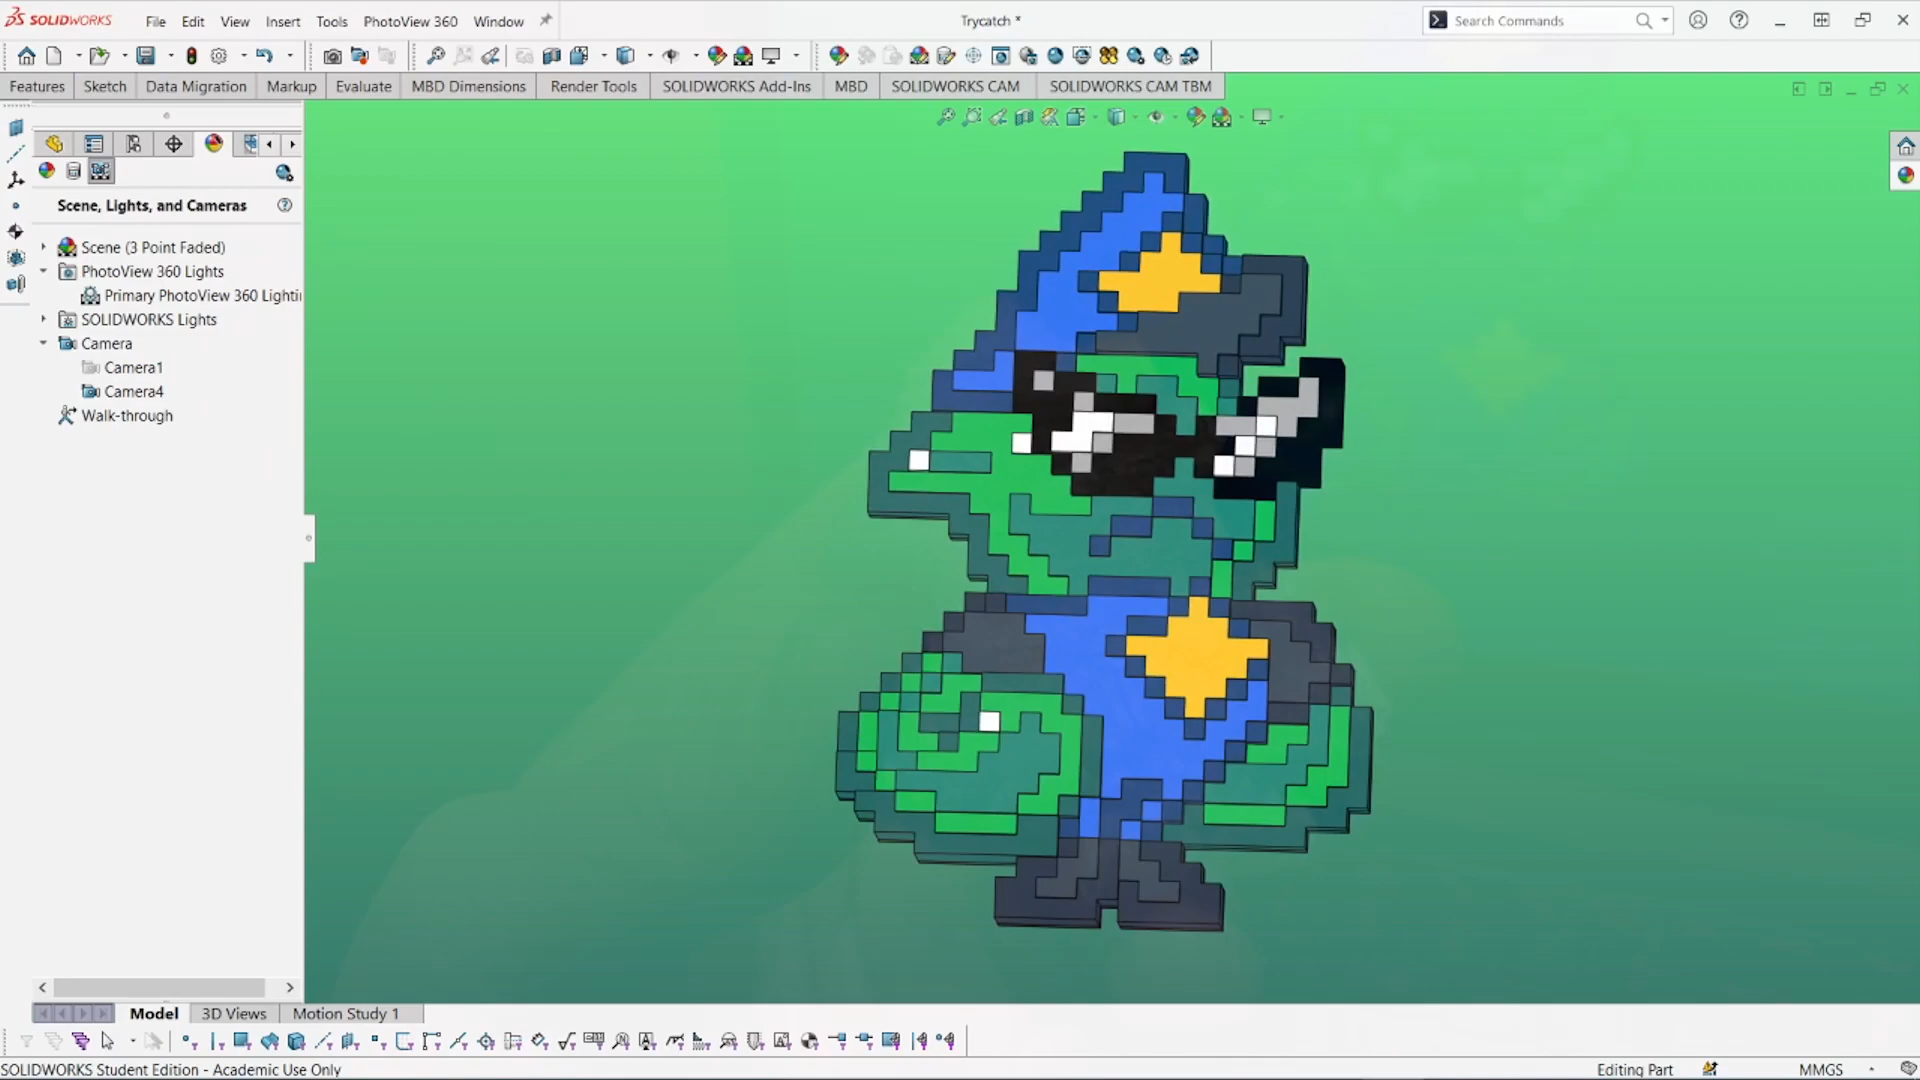 SOLIDWORKS File Edit View Insert Tools PhotoView 360 Window Trycatch * Search Commands
Features Sketch Data Migration Markup Evaluate MBD Dimensions Render Tools SOLIDWORKS Add-Ins MBD SOLIDWORKS CAM SOLIDWORKS CAM TBM
Scene, Lights, and Cameras
Scene (3 Point Faded)
PhotoView 360 Lights
Primary PhotoView 360 Lighti
SOLIDWORKS Lights
Camera
Camera1
Camera4
Walk-through
Model 3D Views Motion Study 1
SOLIDWORKS Student Edition - Academic Use Only Editing Part MMGS